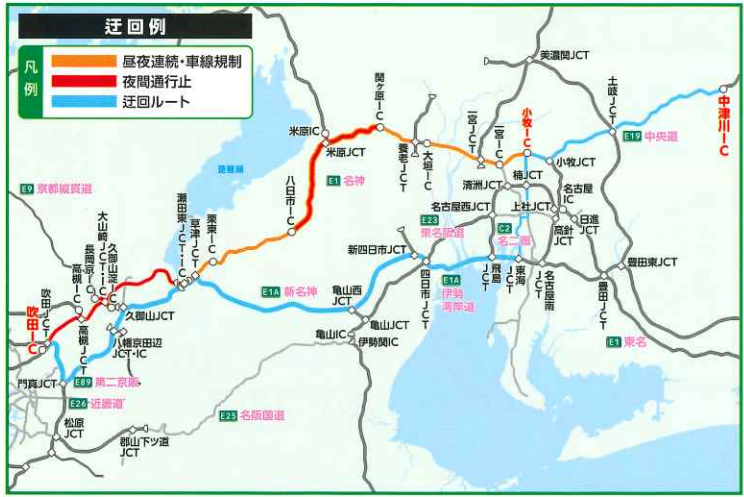 迂回例
凡例
昼夜連続・車線規制
夜間通行止
迂回ルート
美濃関JCT
土岐JCT
中津川IC
E19 中央道
関ヶ原IC
米原IC
米原JCT
養老JCT
大垣IC
一宮JCT
一宮IC
小牧IC
小牧JCT
清洲JCT
楠JCT
名古屋IC
名古屋西JCT
上社JCT
高針JCT
日進JCT
琵琶湖
E1 名神
八日市IC
栗東IC
草津JCT
瀬田東JCT・IC
E9 京都縦貫道
E23
東名阪道
C2
名二環
新四日市JCT
四日市JCT
飛島JCT
東海JCT
名古屋南JCT
豊田JCT
豊田東JCT
E1A
伊勢湾岸道
E1 東名
E1A 新名神
亀山西JCT
亀山JCT
亀山IC
伊勢関IC
大山崎JCT・IC
長岡京IC
高槻IC
久御山淀IC
久御山JCT
吹田JCT
吹田IC
高槻JCT
八幡京田辺JCT・IC
門真JCT
E89 第二京阪
E26 近畿道
E25 名阪国道
松原JCT
郡山下ツ道JCT